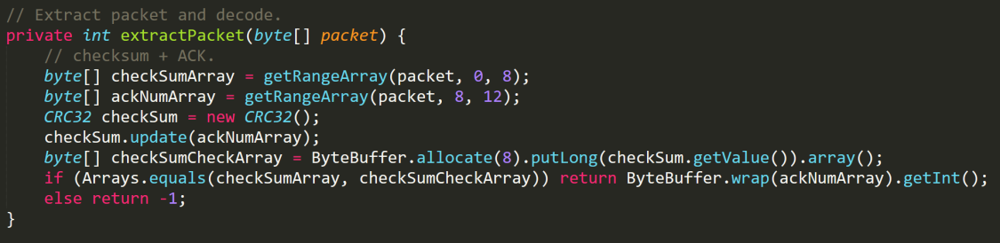 // Extract packet and decode.
private int extractPacket(byte[] packet) {
    // checksum + ACK.
    byte[] checkSumArray = getRangeArray(packet, 0, 8);
    byte[] ackNumArray = getRangeArray(packet, 8, 12);
    CRC32 checkSum = new CRC32();
    checkSum.update(ackNumArray);
    byte[] checkSumCheckArray = ByteBuffer.allocate(8).putLong(checkSum.getValue()).array();
    if (Arrays.equals(checkSumArray, checkSumCheckArray)) return ByteBuffer.wrap(ackNumArray).getInt();
    else return -1;
}